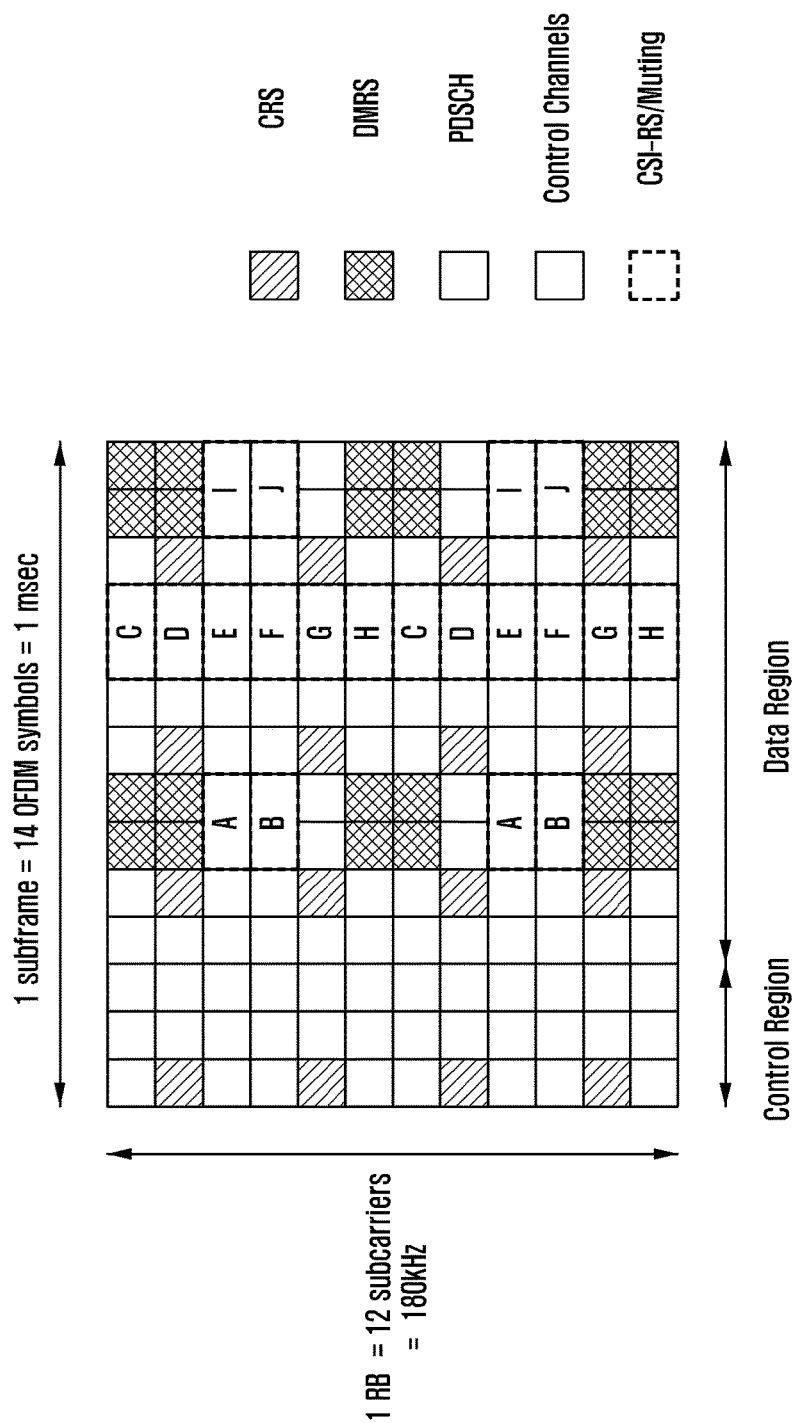 1 subframe = 14 OFDM symbols = 1 msec
1 RB = 12 subcarriers
= 180kHz
C
D
A E I
B F J
G
H
C
D
A E I
B F J
G
H
Control Region
Data Region
CRS
DMRS
PDSCH
Control Channels
CSI-RS/Muting